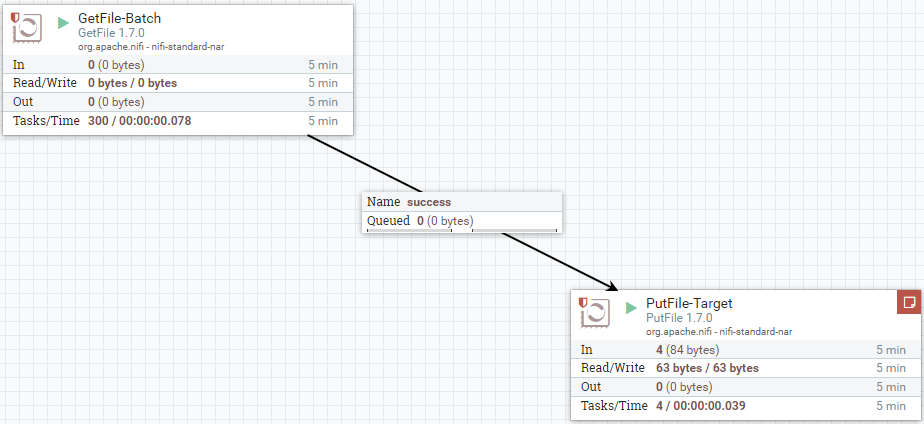 GetFile-Batch
GetFile 1.7.0
org.apache.nifi - nifi-standard-nar
In 0 (0 bytes) 5 min
Read/Write 0 bytes / 0 bytes 5 min
Out 0 (0 bytes) 5 min
Tasks/Time 300 / 00:00:00.078 5 min
Name success
Queued 0 (0 bytes)
PutFile-Target
PutFile 1.7.0
org.apache.nifi - nifi-standard-nar
In 4 (84 bytes) 5 min
Read/Write 63 bytes / 63 bytes 5 min
Out 0 (0 bytes) 5 min
Tasks/Time 4 / 00:00:00.039 5 min